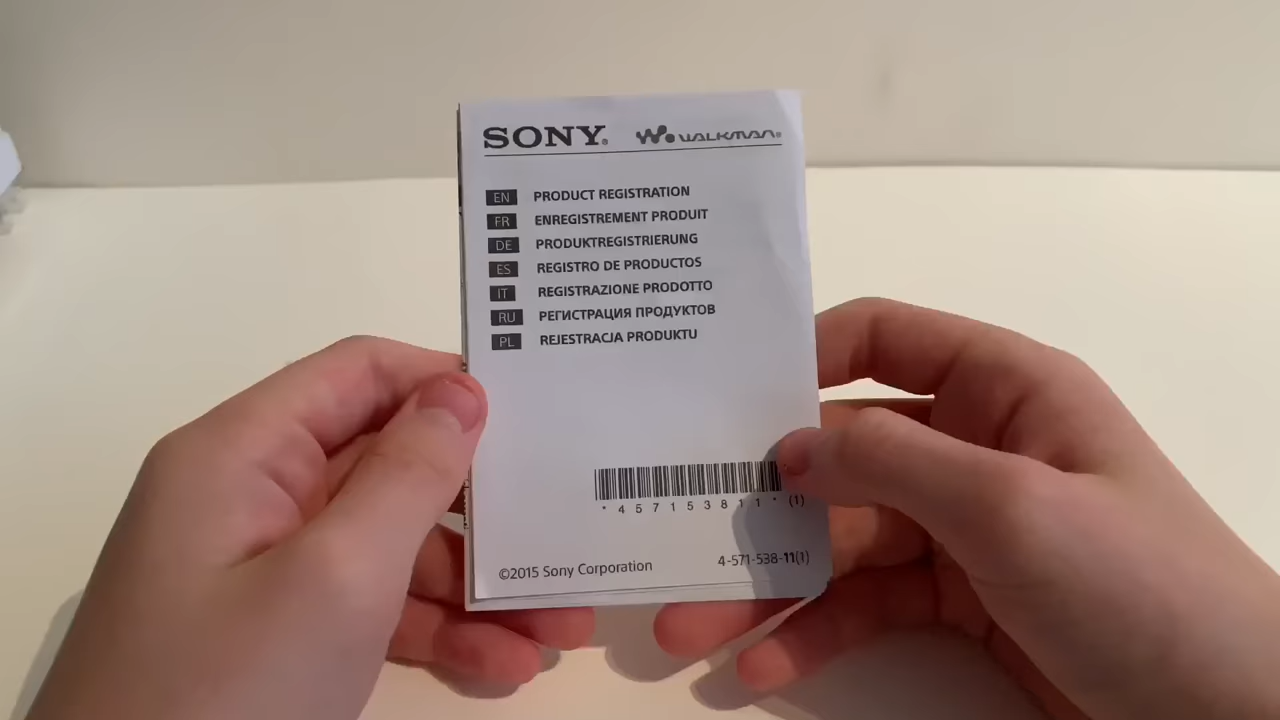 SONY® WALKMAN®
EN PRODUCT REGISTRATION
FR ENREGISTREMENT PRODUIT
DE PRODUKTREGISTRIERUNG
ES REGISTRO DE PRODUCTOS
IT REGISTRAZIONE PRODOTTO
RU РЕГИСТРАЦИЯ ПРОДУКТОВ
PL REJESTRACJA PRODUKTU
* 4 5 7 1 5 3 8 1 1 * (1)
©2015 Sony Corporation 4-571-538-11(1)